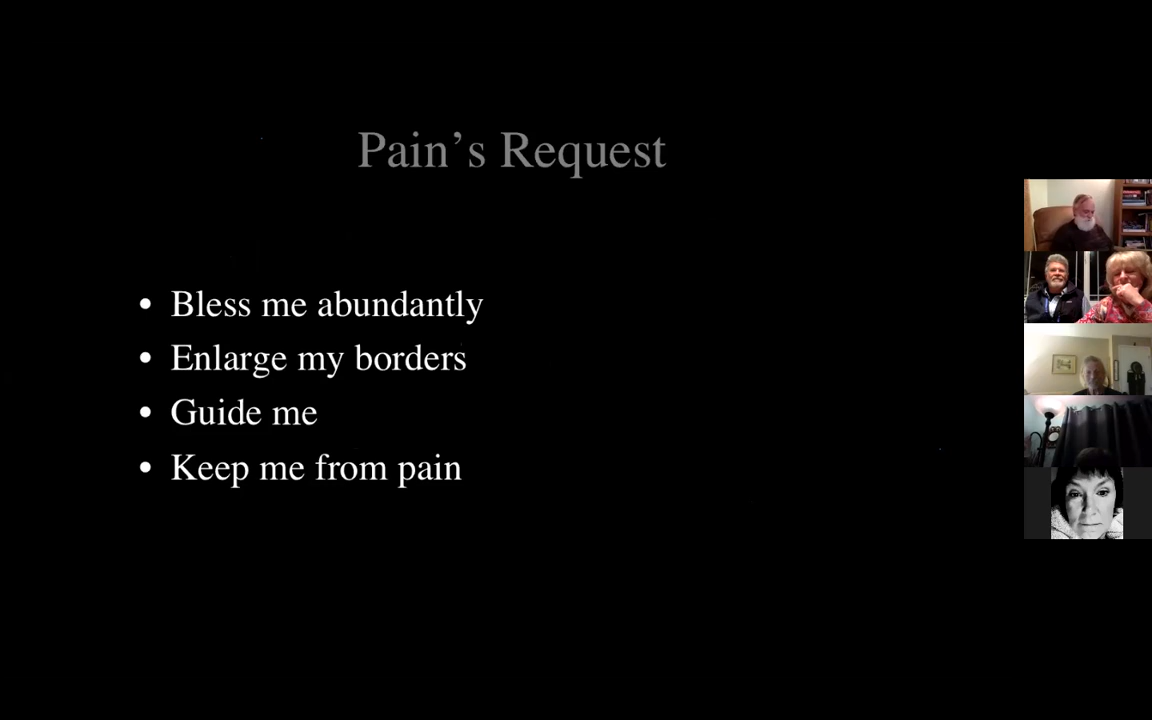 Pain’s Request
• Bless me abundantly
• Enlarge my borders
• Guide me
• Keep me from pain